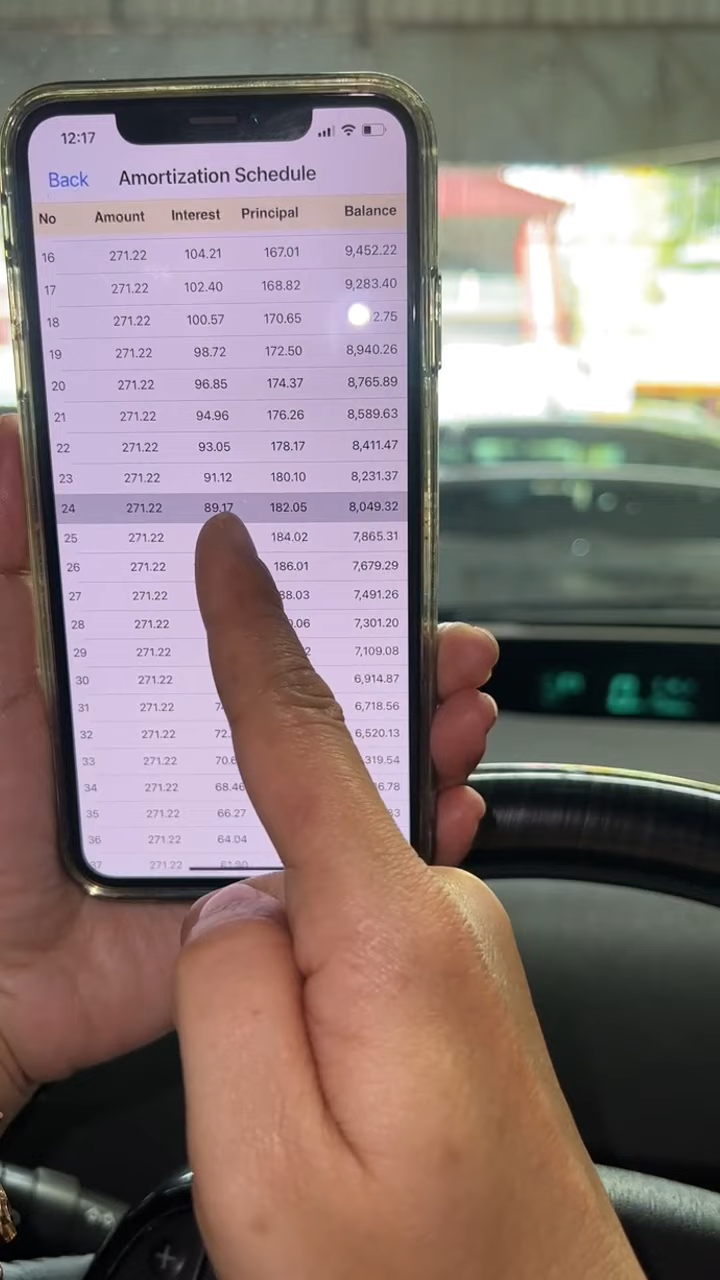 12:17
Back Amortization Schedule
No Amount Interest Principal Balance
16 271.22 104.21 167.01 9,452.22
17 271.22 102.40 168.82 9,283.40
18 271.22 100.57 170.65 2.75
19 271.22 98.72 172.50 8,940.26
20 271.22 96.85 174.37 8,765.89
21 271.22 94.96 176.26 8,589.63
22 271.22 93.05 178.17 8,411.47
23 271.22 91.12 180.10 8,231.37
24 271.22 89.17 182.05 8,049.32
25 271.22 184.02 7,865.31
26 271.22 186.01 7,679.29
27 271.22 7,491.26
28 271.22 7,301.20
29 271.22 7,109.08
30 271.22 6,914.87
31 271.22 6,718.56
32 271.22 6,520.13
33 271.22
34 271.22 68.46
35 271.22 66.27
36 271.22 64.04
37 271.22 61.80